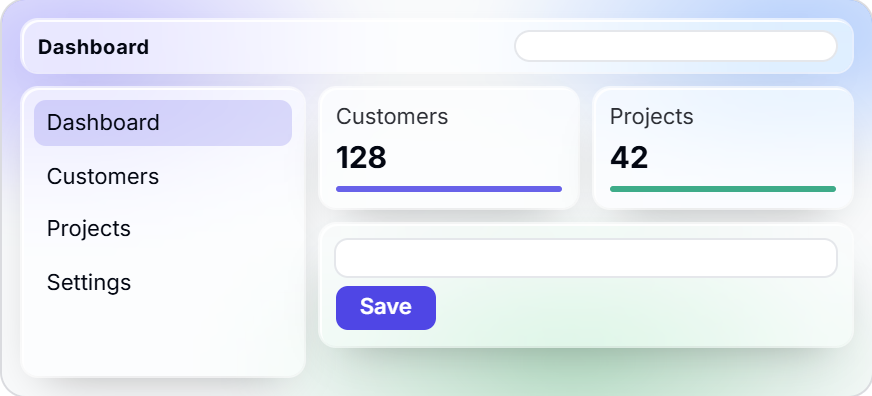 Dashboard
Dashboard
Customers
Projects
Settings
Customers
128
Projects
42
Save